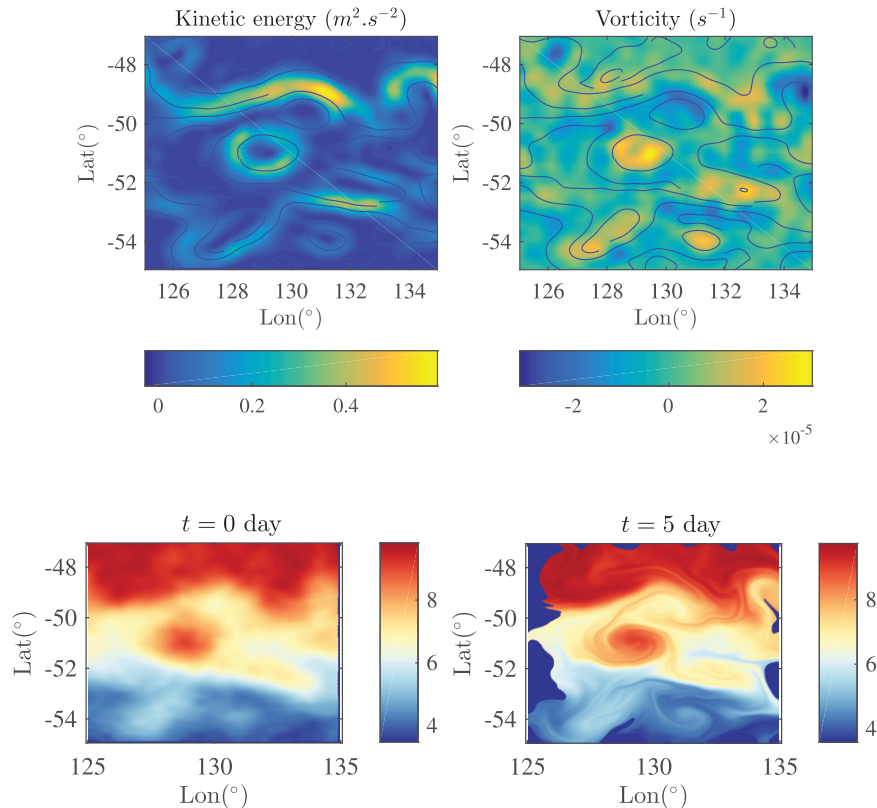 Kinetic energy (m².s⁻²)
Vorticity (s⁻¹)
Lat(°)
-48
-50
-52
-54
126 128 130 132 134
Lon(°)
0 0.2 0.4
Lat(°)
-48
-50
-52
-54
126 128 130 132 134
Lon(°)
-2 0 2
×10⁻⁵
t = 0 day
Lat(°)
-48
-50
-52
-54
125 130 135
Lon(°)
8
6
4
t = 5 day
Lat(°)
-48
-50
-52
-54
125 130 135
Lon(°)
8
6
4